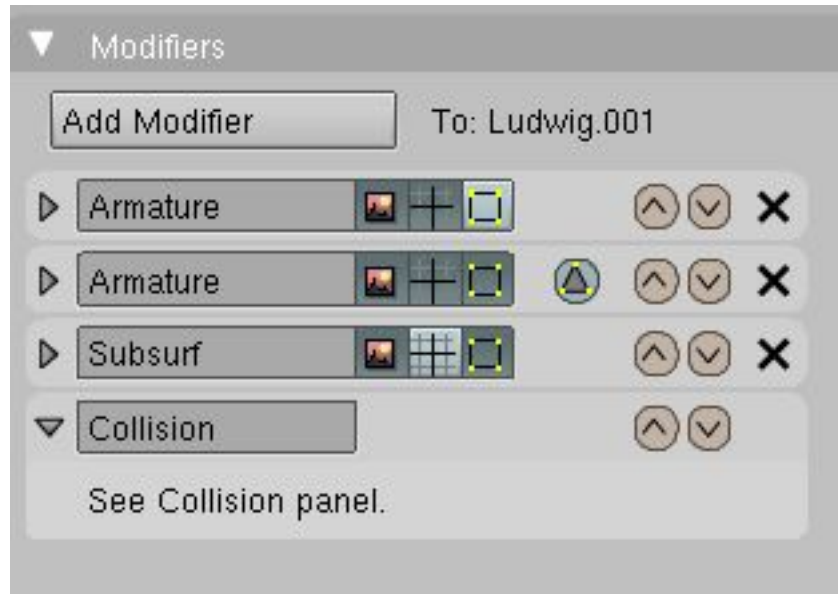 Modifiers
Add Modifier To: Ludwig.001
Armature
Armature
Subsurf
Collision
See Collision panel.